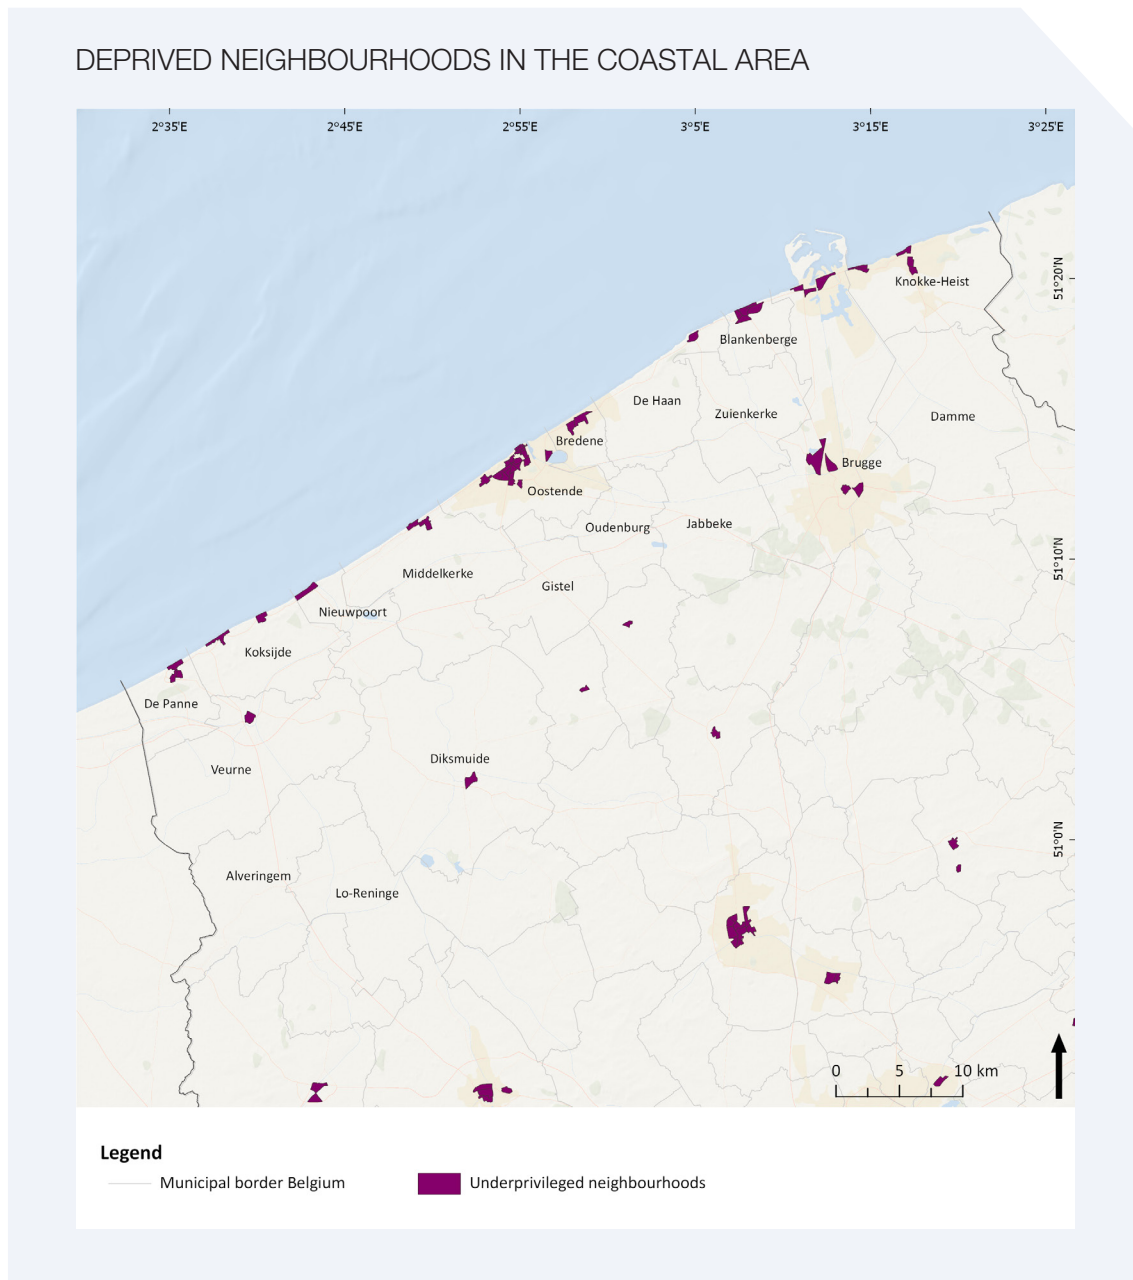 DEPRIVED NEIGHBOURHOODS IN THE COASTAL AREA
2°35'E 2°45'E 2°55'E 3°5'E 3°15'E 3°25'E
51°20'N
Knokke-Heist
Blankenberge
De Haan
Zuienkerke
Damme
Bredene
Brugge
Oostende
Oudenburg
Jabbeke
51°10'N
Middelkerke
Gistel
Nieuwpoort
Koksijde
De Panne
Diksmuide
Veurne
51°0'N
Alveringem
Lo-Reninge
0 5 10 km
Legend
Municipal border Belgium
Underprivileged neighbourhoods